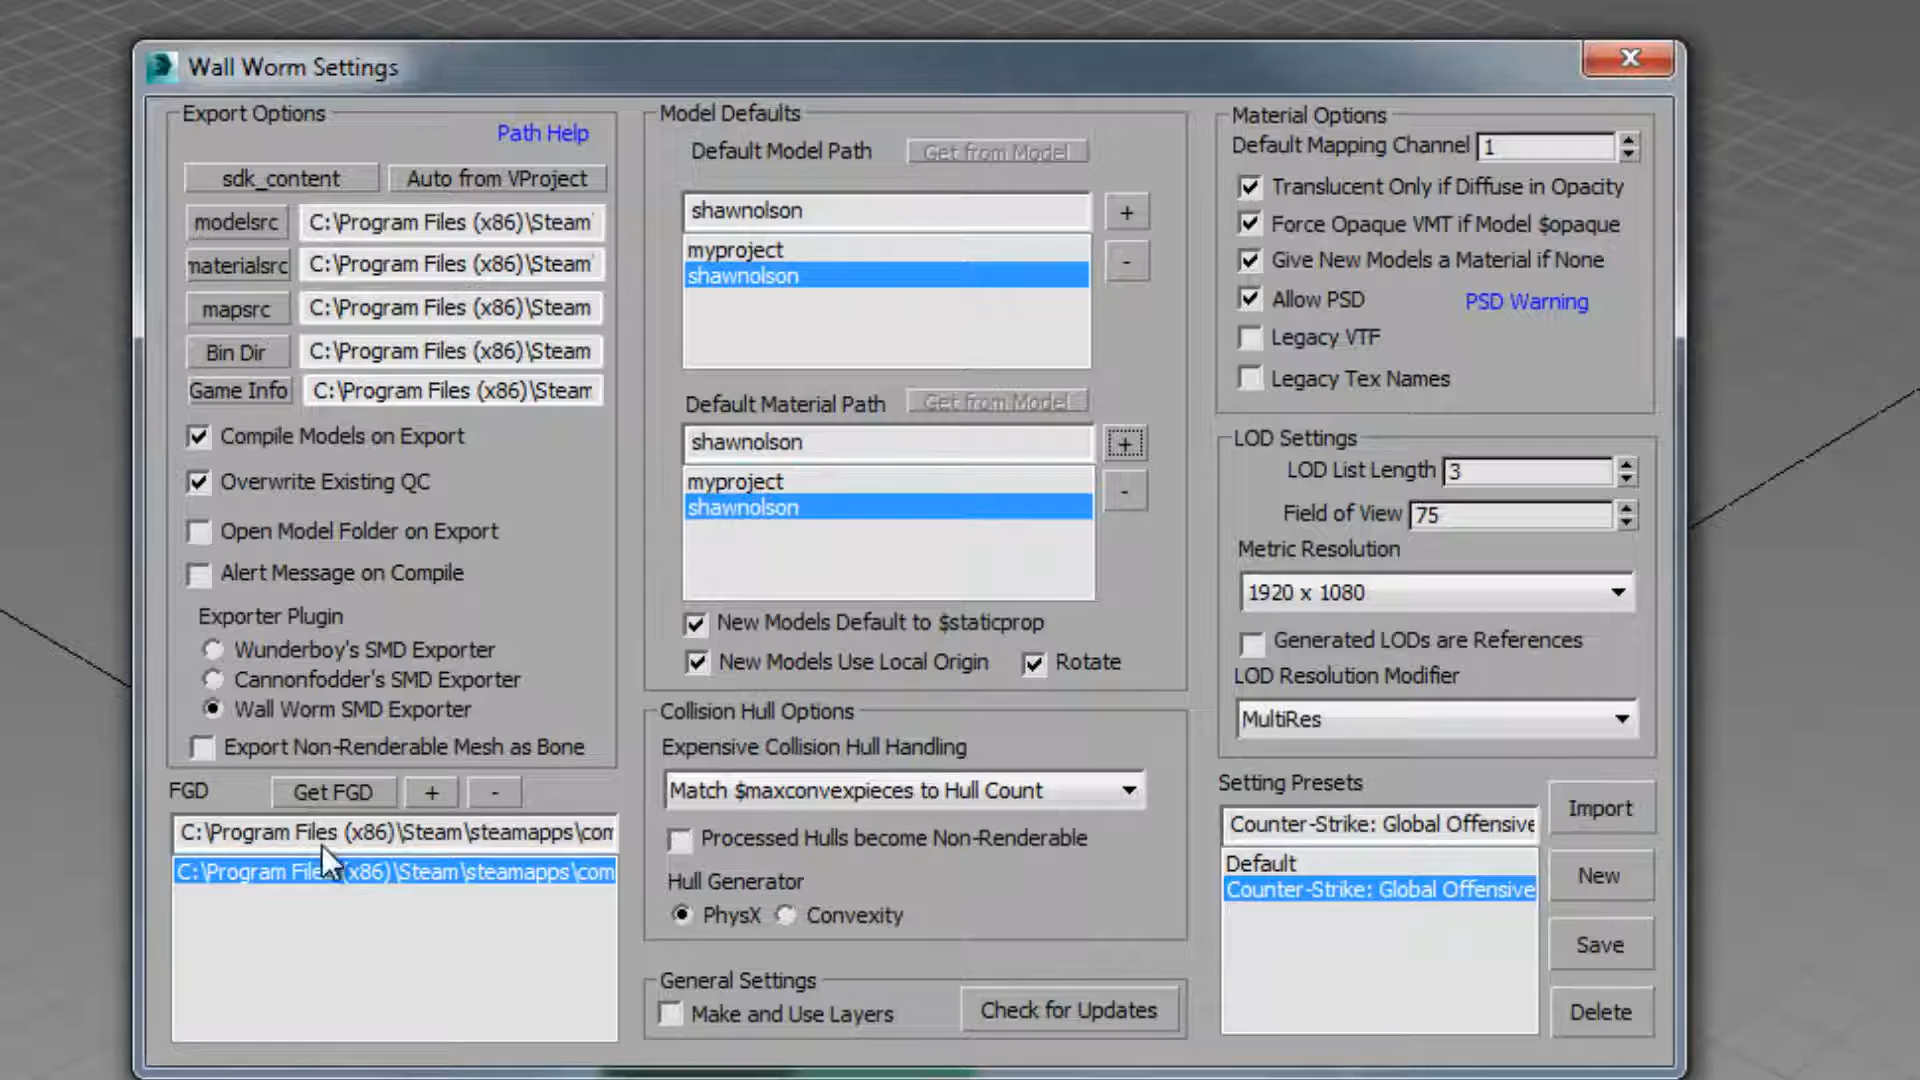 Wall Worm Settings
Export Options
Path Help
sdk_content
Auto from VProject
modelsrc
C:\Program Files (x86)\Steam
materialsrc
C:\Program Files (x86)\Steam
mapsrc
C:\Program Files (x86)\Steam
Bin Dir
C:\Program Files (x86)\Steam
Game Info
C:\Program Files (x86)\Steam
Compile Models on Export
Overwrite Existing QC
Open Model Folder on Export
Alert Message on Compile
Exporter Plugin
Wunderboy's SMD Exporter
Cannonfodder's SMD Exporter
Wall Worm SMD Exporter
Export Non-Renderable Mesh as Bone
FGD
Get FGD
+
-
C:\Program Files (x86)\Steam\steamapps\com
C:\Program Files (x86)\Steam\steamapps\com
Model Defaults
Default Model Path
Get from Model
shawnolson
+
myproject
shawnolson
-
Default Material Path
Get from Model
shawnolson
+
myproject
shawnolson
-
New Models Default to $staticprop
New Models Use Local Origin
Rotate
Collision Hull Options
Expensive Collision Hull Handling
Match $maxconvexpieces to Hull Count
Processed Hulls become Non-Renderable
Hull Generator
PhysX
Convexity
General Settings
Make and Use Layers
Check for Updates
Material Options
Default Mapping Channel
1
Translucent Only if Diffuse in Opacity
Force Opaque VMT if Model $opaque
Give New Models a Material if None
Allow PSD
PSD Warning
Legacy VTF
Legacy Tex Names
LOD Settings
LOD List Length
3
Field of View
75
Metric Resolution
1920 x 1080
Generated LODs are References
LOD Resolution Modifier
MultiRes
Setting Presets
Counter-Strike: Global Offensive
Default
Counter-Strike: Global Offensive
Import
New
Save
Delete